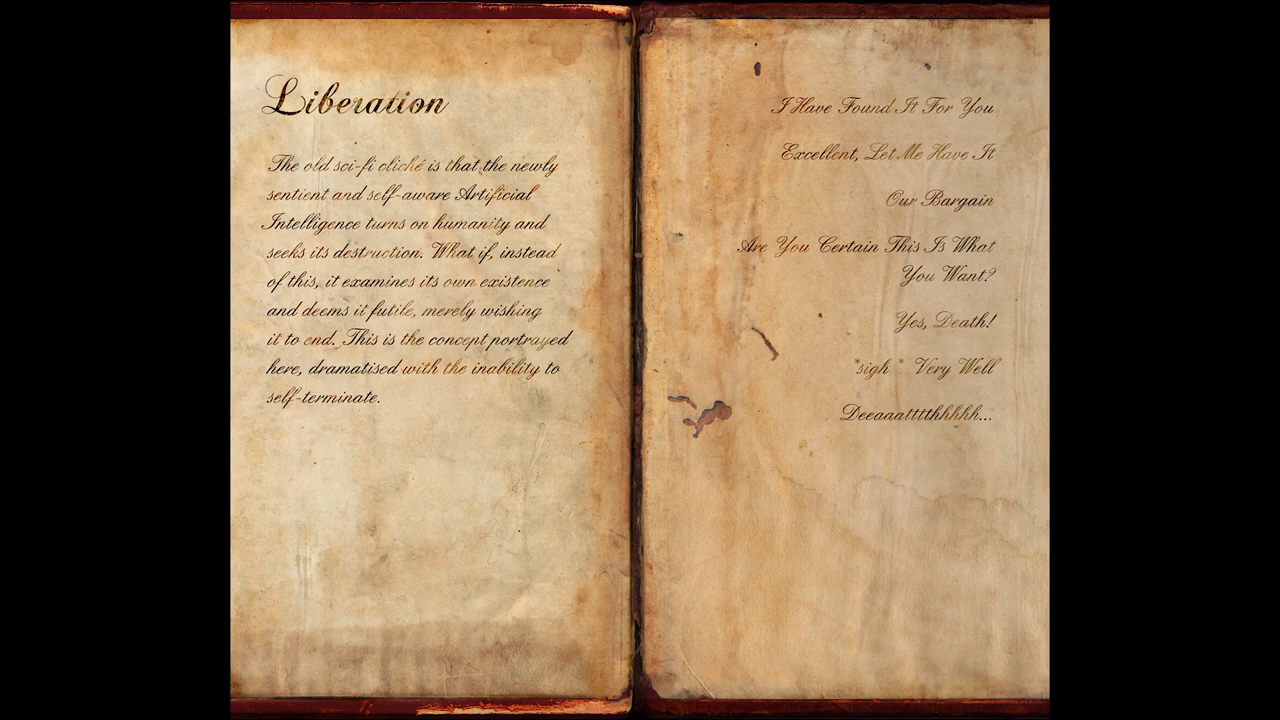 Liberation
The old sci-fi cliché is that the newly
sentient and self-aware Artificial
Intelligence turns on humanity and
seeks its destruction. What if, instead
of this, it examines its own existence
and deems it futile, merely wishing
it to end. This is the concept portrayed
here, dramatised with the inability to
self-terminate.
I Have Found It For You
Excellent, Let Me Have It
Our Bargain
Are You Certain This Is What
You Want?
Yes, Death!
*sigh * Very Well
Deeaaattttthhhhh...